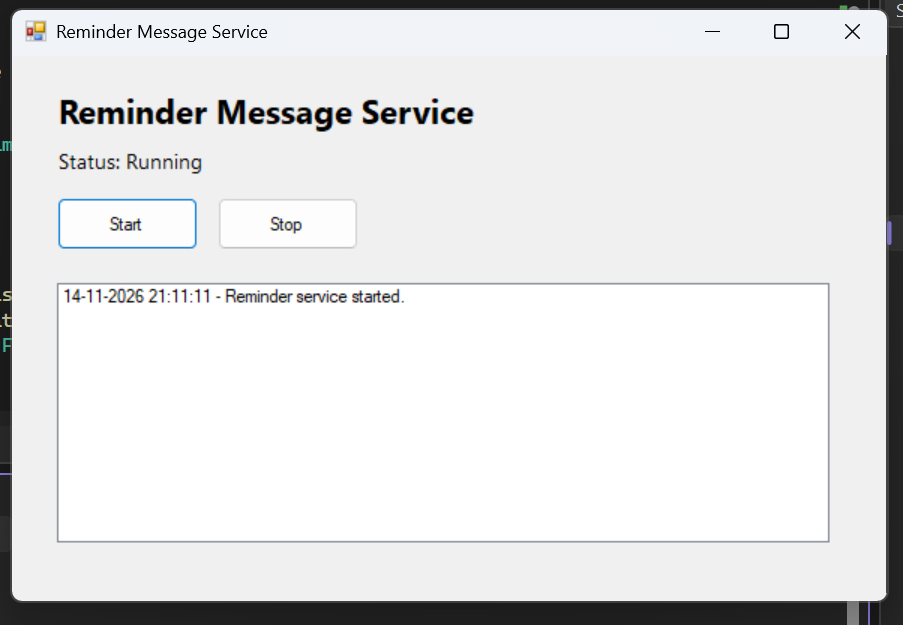 Reminder Message Service
Reminder Message Service
Status: Running
Start
Stop
14-11-2026 21:11:11 - Reminder service started.